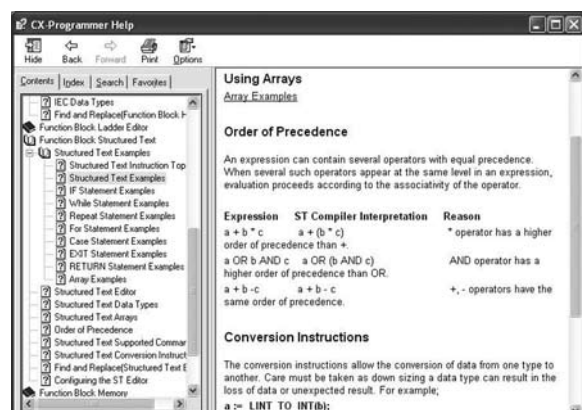 CX-Programmer Help
Hide Back Forward Print Options
Contents Index Search Favorites
IEC Data Types
Find and Replace(Function Block H
Function Block Ladder Editor
Function Block Structured Text
Structured Text Examples
Structured Text Instruction Top
Structured Text Examples
IF Statement Examples
While Statement Examples
Repeat Statement Examples
For Statement Examples
Case Statement Examples
EXIT Statement Examples
RETURN Statement Examples
Array Examples
Structured Text Editor
Structured Text Data Types
Structured Text Arrays
Order of Precedence
Structured Text Supported Commar
Structured Text Conversion Instruct
Find and Replace(Structured Text E
Configuring the ST Editor
Function Block Memory
Using Arrays
Array Examples
Order of Precedence
An expression can contain several operators with equal precedence.
When several such operators appear at the same level in an expression,
evaluation proceeds according to the associativity of the operator.
Expression ST Compiler Interpretation Reason
a + b * c a + (b * c) * operator has a higher
order of precedence than +.
a OR b AND c a OR (b AND c) AND operator has a
higher order of precedence than OR.
a + b -c a + b - c +, - operators have the
same order of precedence.
Conversion Instructions
The conversion instructions allow the conversion of data from one type to
another. Care must be taken as down sizing a data type can result in the
loss of data or unexpected result. For example;
a := LINT_TO_INT(b);